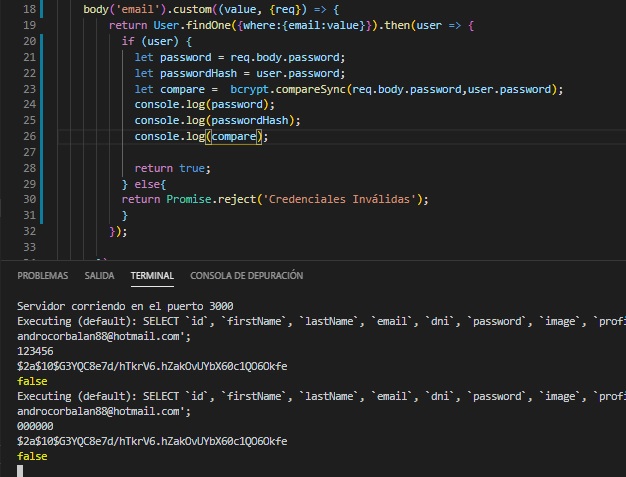 18 body('email').custom((value, {req}) => {
19 return User.findOne({where:{email:value}}).then(user => {
20 if (user) {
21 let password = req.body.password;
22 let passwordHash = user.password;
23 let compare =  bcrypt.compareSync(req.body.password,user.password);
24 console.log(password);
25 console.log(passwordHash);
26 console.log(compare);
27
28 return true;
29 } else{
30 return Promise.reject('Credenciales Inválidas');
31 }
32 });
33
PROBLEMAS SALIDA TERMINAL CONSOLA DE DEPURACIÓN
Servidor corriendo en el puerto 3000
Executing (default): SELECT `id`, `firstName`, `lastName`, `email`, `dni`, `password`, `image`, `profi
androcorbalan88@hotmail.com';
123456
$2a$10$G3YQC8e7d/hTkrV6.hZakOvUYbX60c1QO6Okfe
false
Executing (default): SELECT `id`, `firstName`, `lastName`, `email`, `dni`, `password`, `image`, `profi
androcorbalan88@hotmail.com';
000000
$2a$10$G3YQC8e7d/hTkrV6.hZakOvUYbX60c1QO6Okfe
false